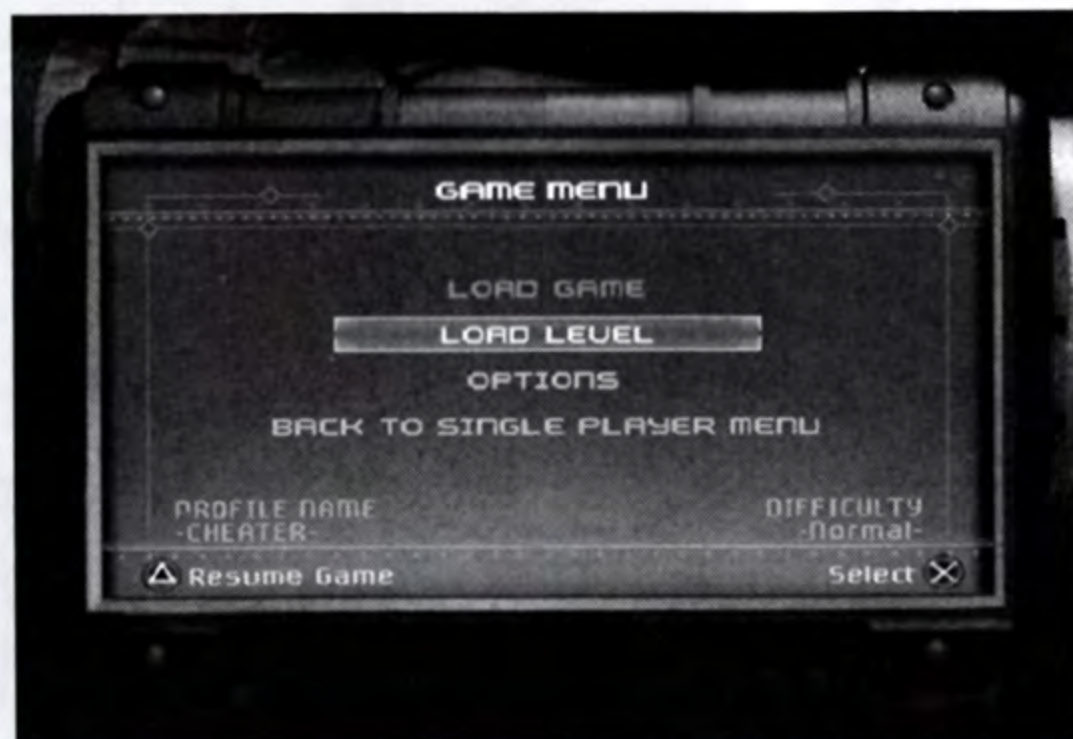 GAME MENU
LOAD GAME
LOAD LEVEL
OPTIONS
BACK TO SINGLE PLAYER MENU
PROFILE NAME
-CHEATER-
DIFFICULTY
-Normal-
Resume Game
Select